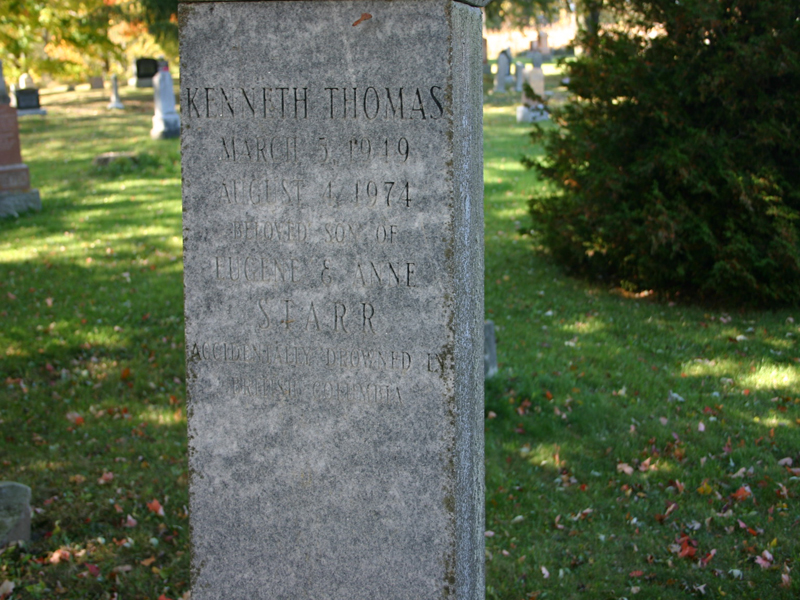 KENNETH THOMAS
MARCH 5, 1949
AUGUST 4, 1974
BELOVED SON OF
EUGENE & ANNE
STARR
ACCIDENTALLY DROWNED IN
BRITISH COLUMBIA